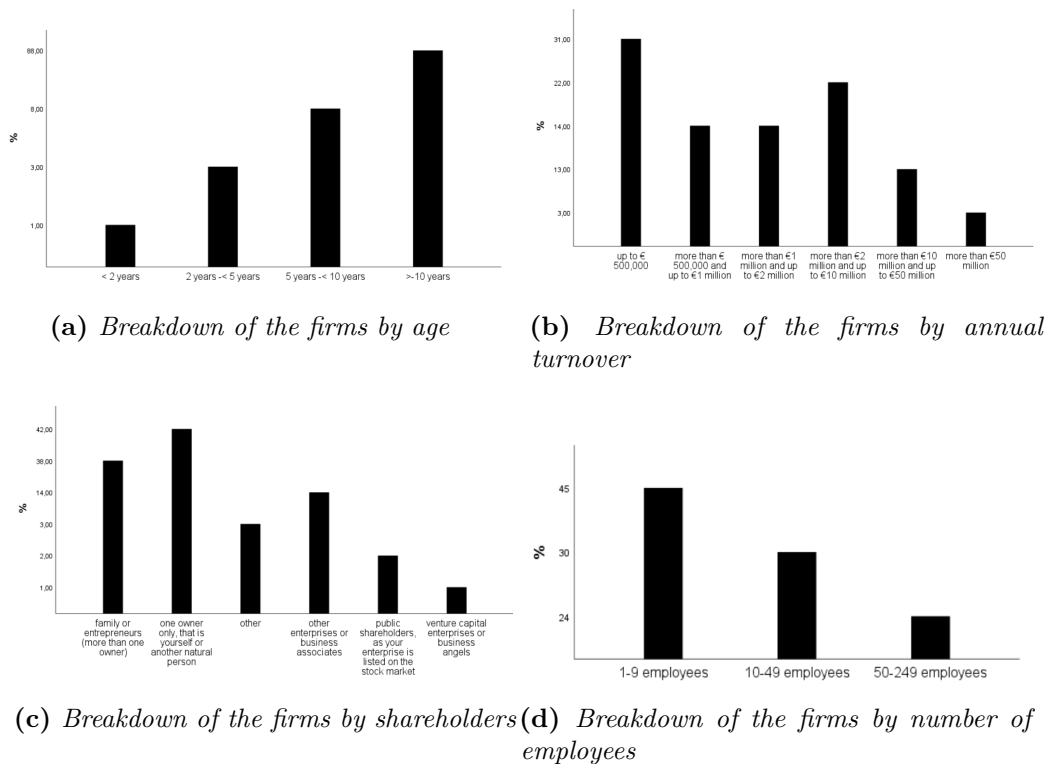 88,00
8,00
3,00
1,00
%
< 2 years
2 years -< 5 years
5 years -< 10 years
>-10 years
(a) Breakdown of the firms by age
31,00
22,00
14,00
13,00
3,00
%
up to €
500,000
more than €
500,000 and
up to €1 million
more than €1
million and up
to €2 million
more than €2
million and up
to €10 million
more than €10
million and up
to €50 million
more than €50
million
(b) Breakdown of the firms by annual
turnover
42,00
38,00
14,00
3,00
2,00
1,00
%
family or
entrepreneurs
(more than one
owner)
one owner
only, that is
yourself or
another natural
person
other
other
enterprises or
business
associates
public
shareholders,
as your
enterprise is
listed on the
stock market
venture capital
enterprises or
business
angels
(c) Breakdown of the firms by shareholders
45
30
24
%
1-9 employees
10-49 employees
50-249 employees
(d) Breakdown of the firms by number of
employees